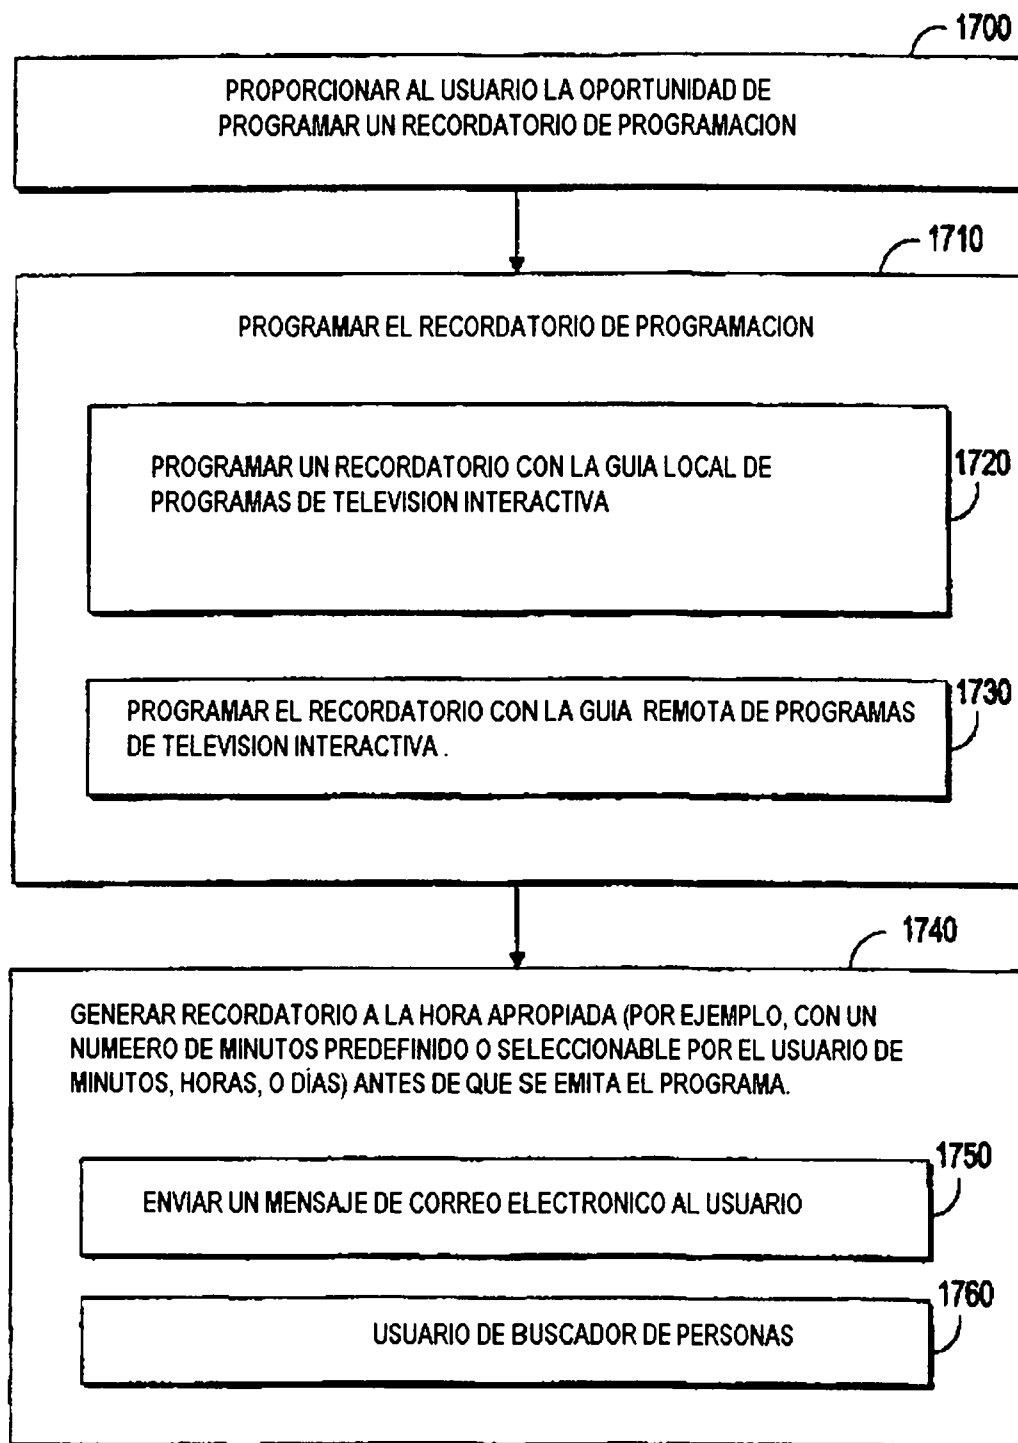 1700
PROPORCIONAR AL USUARIO LA OPORTUNIDAD DE
PROGRAMAR UN RECORDATORIO DE PROGRAMACION
1710
PROGRAMAR EL RECORDATORIO DE PROGRAMACION
PROGRAMAR UN RECORDATORIO CON LA GUIA LOCAL DE
PROGRAMAS DE TELEVISION INTERACTIVA
1720
PROGRAMAR EL RECORDATORIO CON LA GUIA REMOTA DE PROGRAMAS
DE TELEVISION INTERACTIVA .
1730
1740
GENERAR RECORDATORIO A LA HORA APROPIADA (POR EJEMPLO, CON UN
NUMEERO DE MINUTOS PREDEFINIDO O SELECCIONABLE POR EL USUARIO DE
MINUTOS, HORAS, O DÍAS) ANTES DE QUE SE EMITA EL PROGRAMA.
1750
ENVIAR UN MENSAJE DE CORREO ELECTRONICO AL USUARIO
1760
USUARIO DE BUSCADOR DE PERSONAS